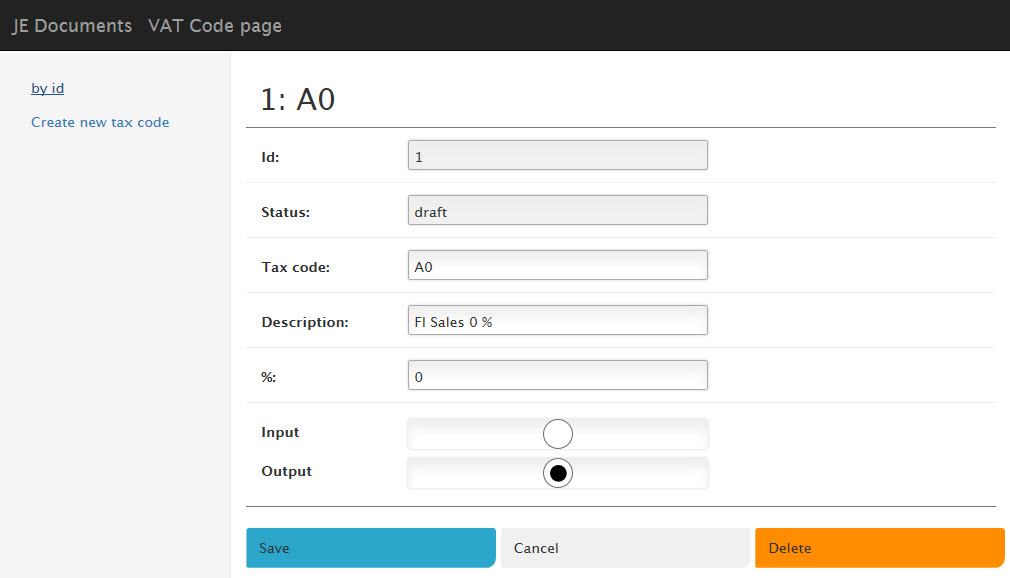 JE Documents VAT Code page
by id
Create new tax code
1: A0
Id: 1
Status: draft
Tax code: A0
Description: FI Sales 0 %
%: 0
Input
Output
Save Cancel Delete